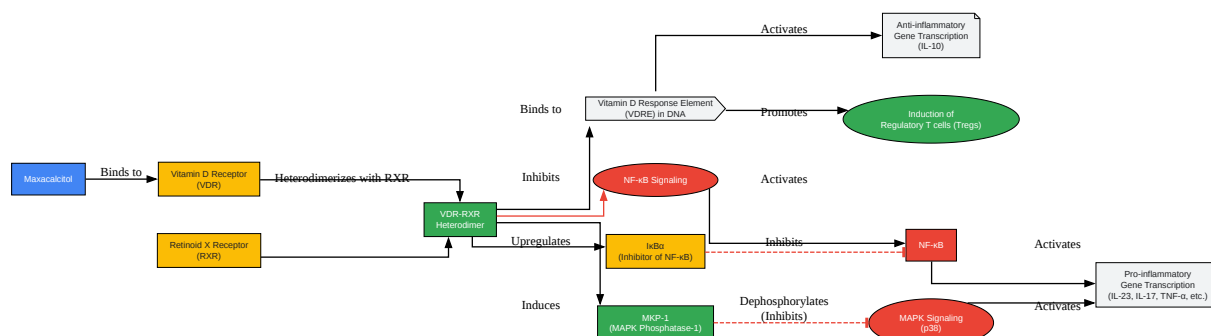 Activates
Anti-inflammatory
Gene Transcription
(IL-10)
Binds to
Vitamin D Response Element
(VDRE) in DNA
Promotes
Induction of
Regulatory T cells (Tregs)
Maxacalcitol
Binds to
Vitamin D Receptor
(VDR)
Heterodimerizes with RXR
Inhibits
NF-κB Signaling
Activates
VDR-RXR
Heterodimer
Retinoid X Receptor
(RXR)
Upregulates
IκBα
(Inhibitor of NF-κB)
Inhibits
NF-κB
Activates
Pro-inflammatory
Gene Transcription
(IL-23, IL-17, TNF-α, etc.)
Induces
MKP-1
(MAPK Phosphatase-1)
Dephosphorylates
(Inhibits)
MAPK Signaling
(p38)
Activates